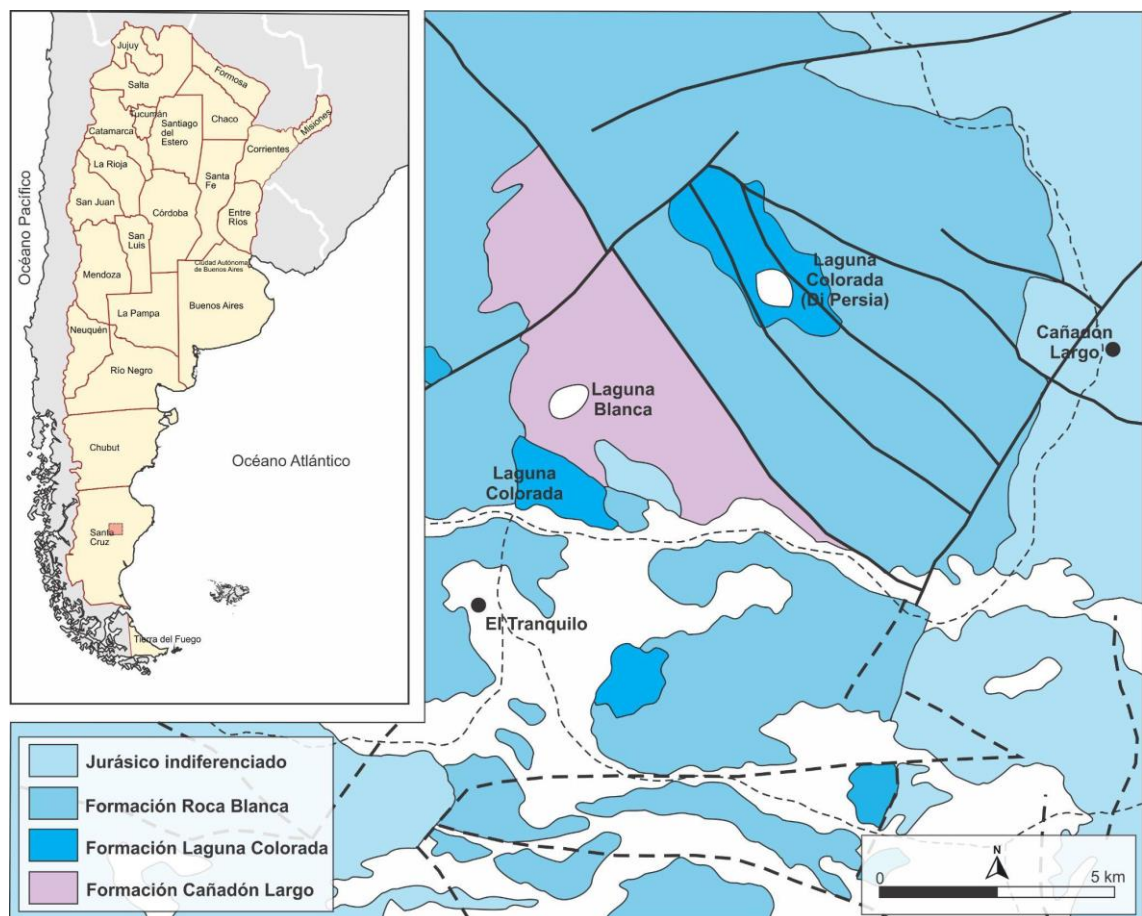 Jujuy
Salta
Formosa
Tucumán
Santiago
del
Estero
Chaco
Misiones
Catamarca
Corrientes
La Rioja
Santa
Fe
San Juan
Córdoba
Entre
Ríos
San
Luis
Mendoza
Ciudad Autónoma
de Buenos Aires
La Pampa
Buenos Aires
Neuquén
Río Negro
Chubut
Santa
Cruz
Tierra del Fuego
Océano Pacífico
Océano Atlántico
Laguna
Colorada
(Di Persia)
Cañadón
Largo
Laguna
Blanca
Laguna
Colorada
El Tranquilo
Jurásico indiferenciado
Formación Roca Blanca
Formación Laguna Colorada
Formación Cañadón Largo
N
0 5 km